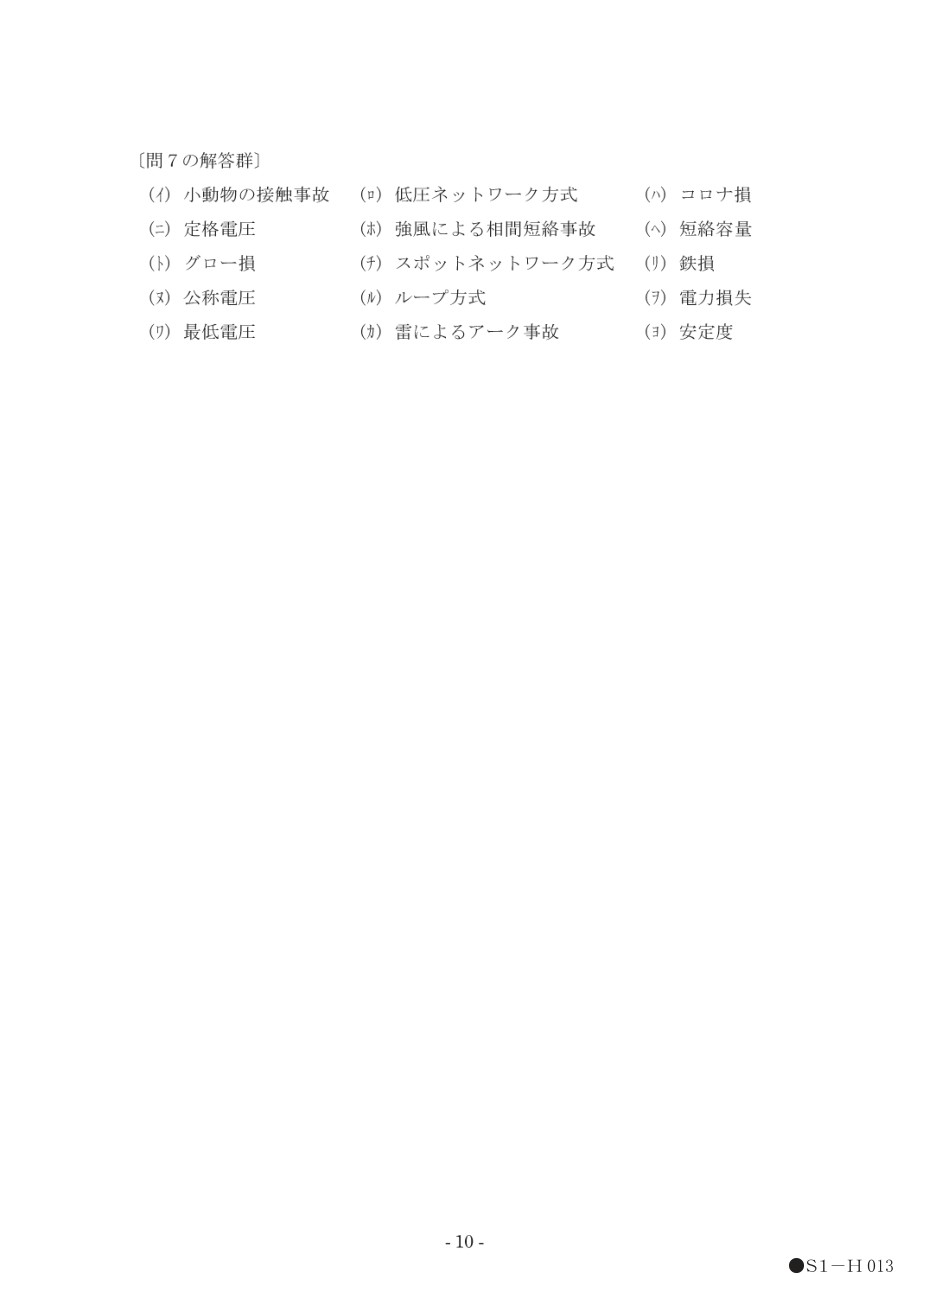 〔問7の解答群〕
(イ) 小動物の接触事故 (ロ) 低圧ネットワーク方式 (ハ) コロナ損
(ニ) 定格電圧 (ホ) 強風による相間短絡事故 (ヘ) 短絡容量
(ト) グロー損 (チ) スポットネットワーク方式 (リ) 鉄損
(ヌ) 公称電圧 (ル) ループ方式 (ヲ) 電力損失
(ワ) 最低電圧 (カ) 雷によるアーク事故 (ヨ) 安定度
- 10 -
●S1－H 013